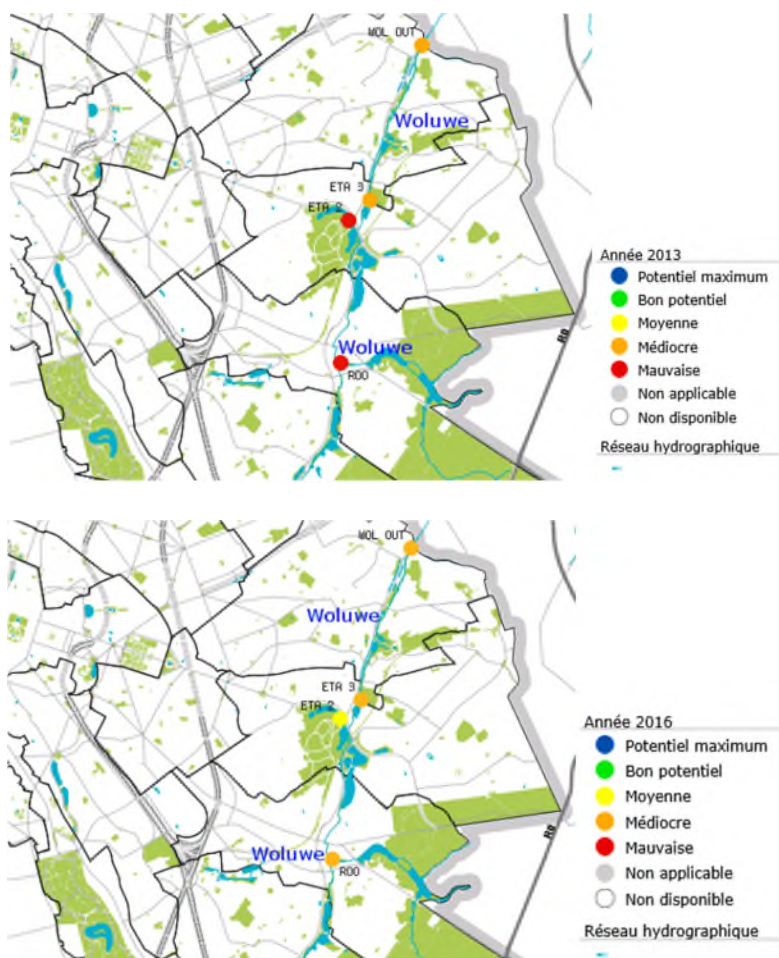 WOL OUT
Woluwe
ETA 3
ETA 2
Woluwe
ROO
R0
Année 2013
Potentiel maximum
Bon potentiel
Moyenne
Médiocre
Mauvaise
Non applicable
Non disponible
Réseau hydrographique
WOL OUT
Woluwe
ETA 3
ETA 2
Woluwe
ROO
R0
Année 2016
Potentiel maximum
Bon potentiel
Moyenne
Médiocre
Mauvaise
Non applicable
Non disponible
Réseau hydrographique